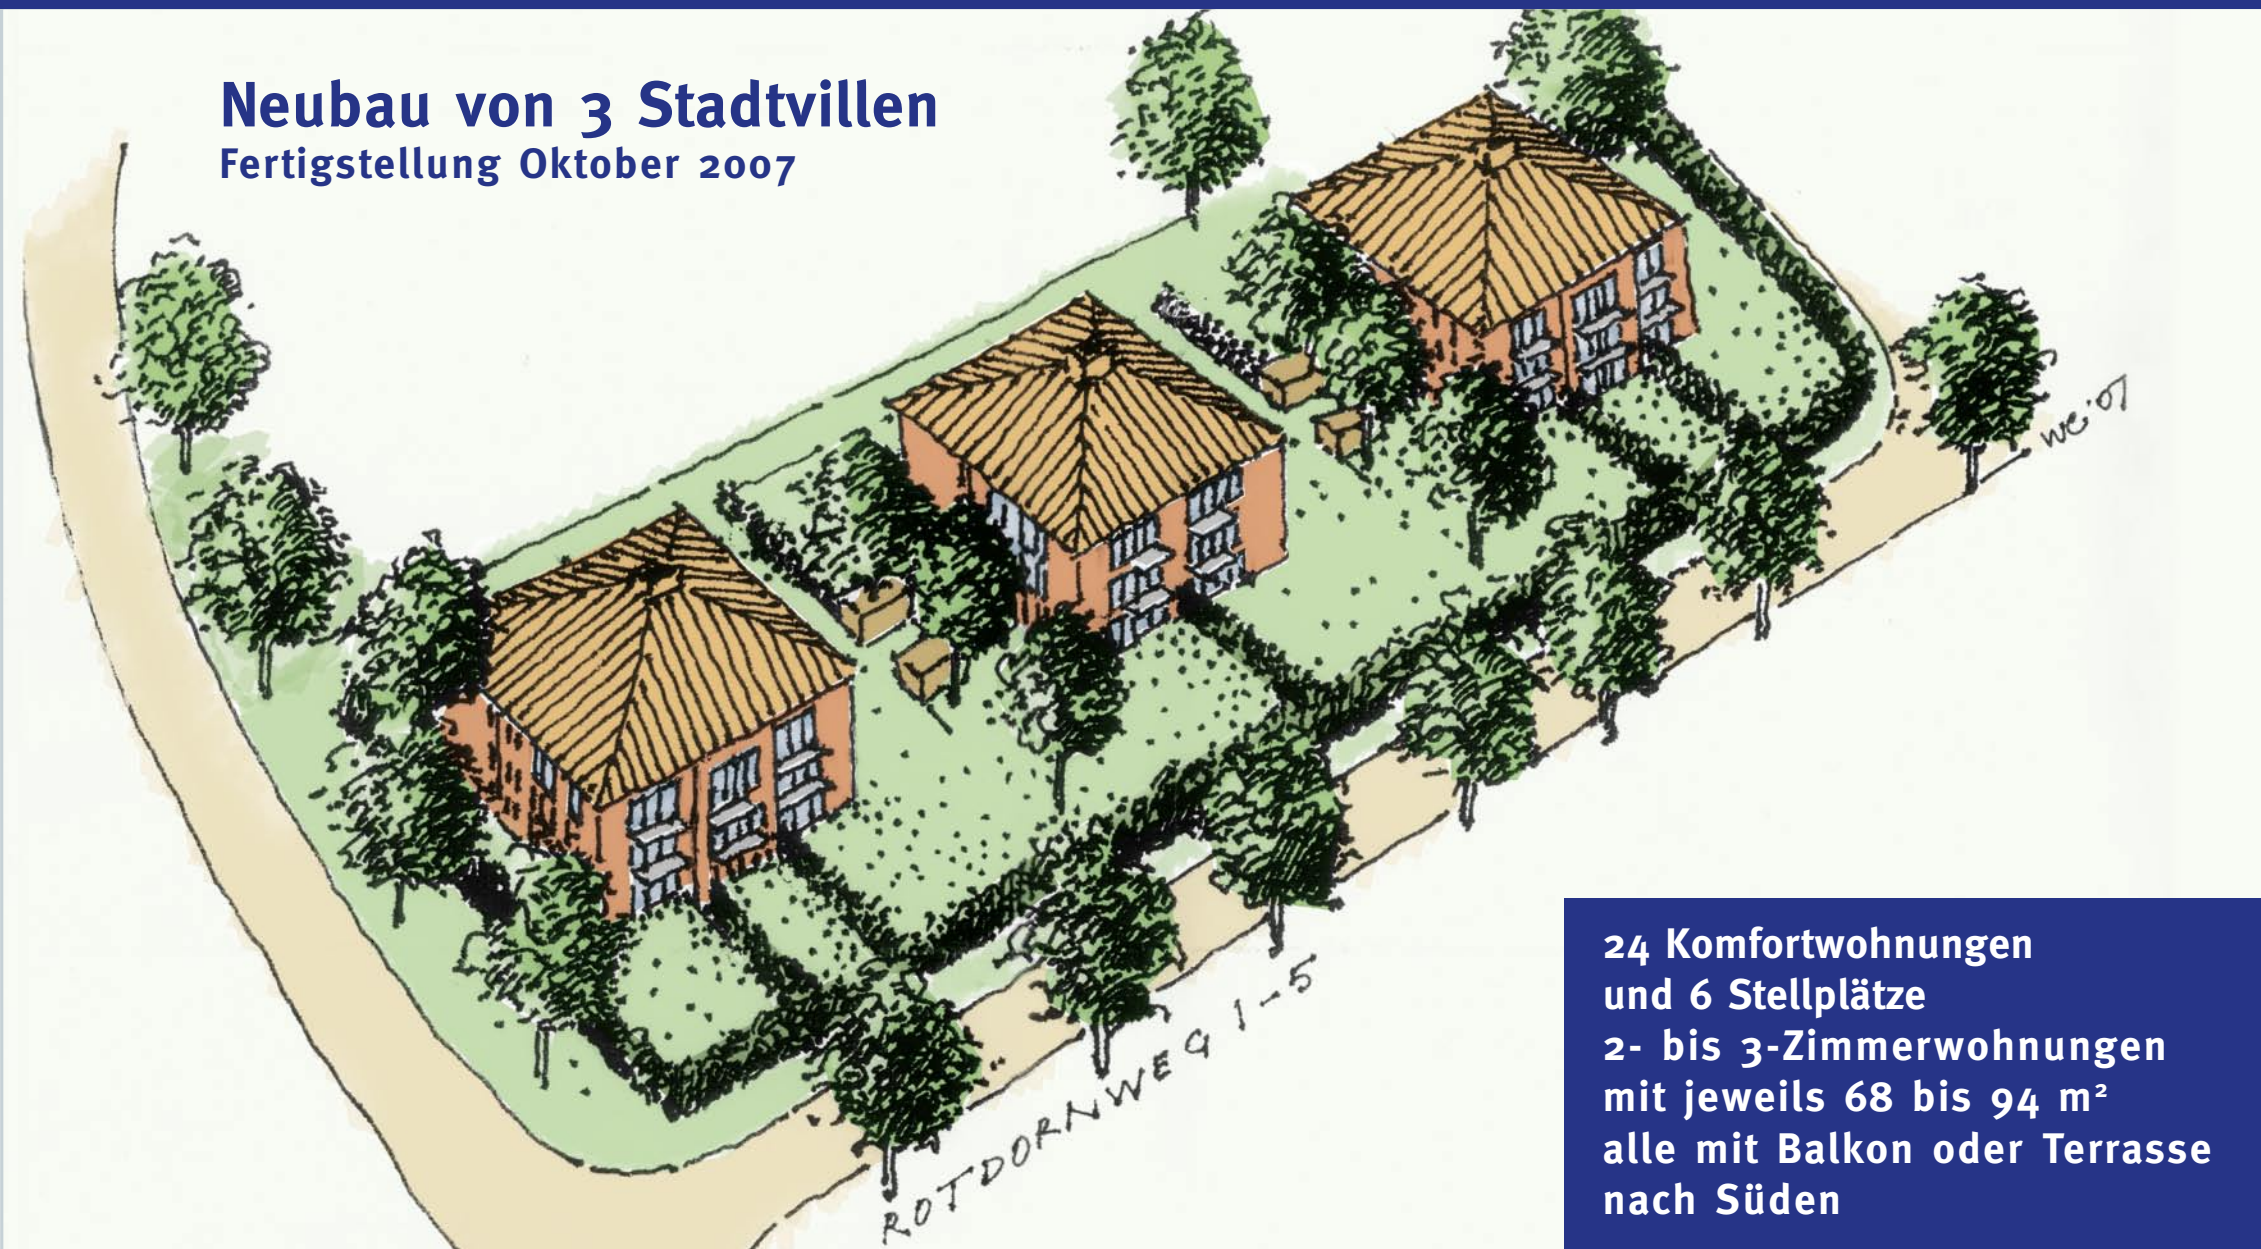 Neubau von 3 Stadtvillen
Fertigstellung Oktober 2007
we·07
ROTDORNWEG 1-5
24 Komfortwohnungen
und 6 Stellplätze
2- bis 3-Zimmerwohnungen
mit jeweils 68 bis 94 m²
alle mit Balkon oder Terrasse
nach Süden